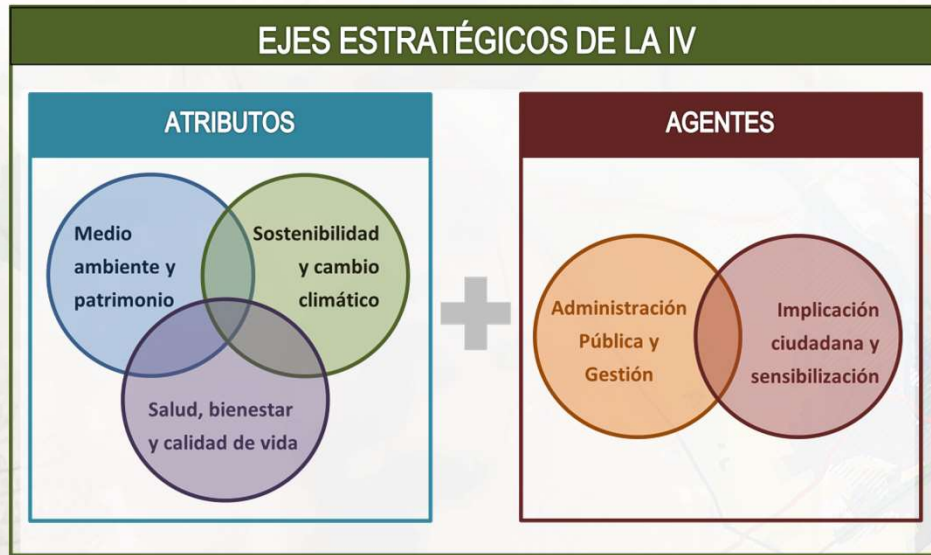 EJES ESTRATÉGICOS DE LA IV
ATRIBUTOS
Medio
ambiente y
patrimonio
Sostenibilidad
y cambio
climático
Salud, bienestar
y calidad de vida
AGENTES
Administración
Pública y
Gestión
Implicación
ciudadana y
sensibilización